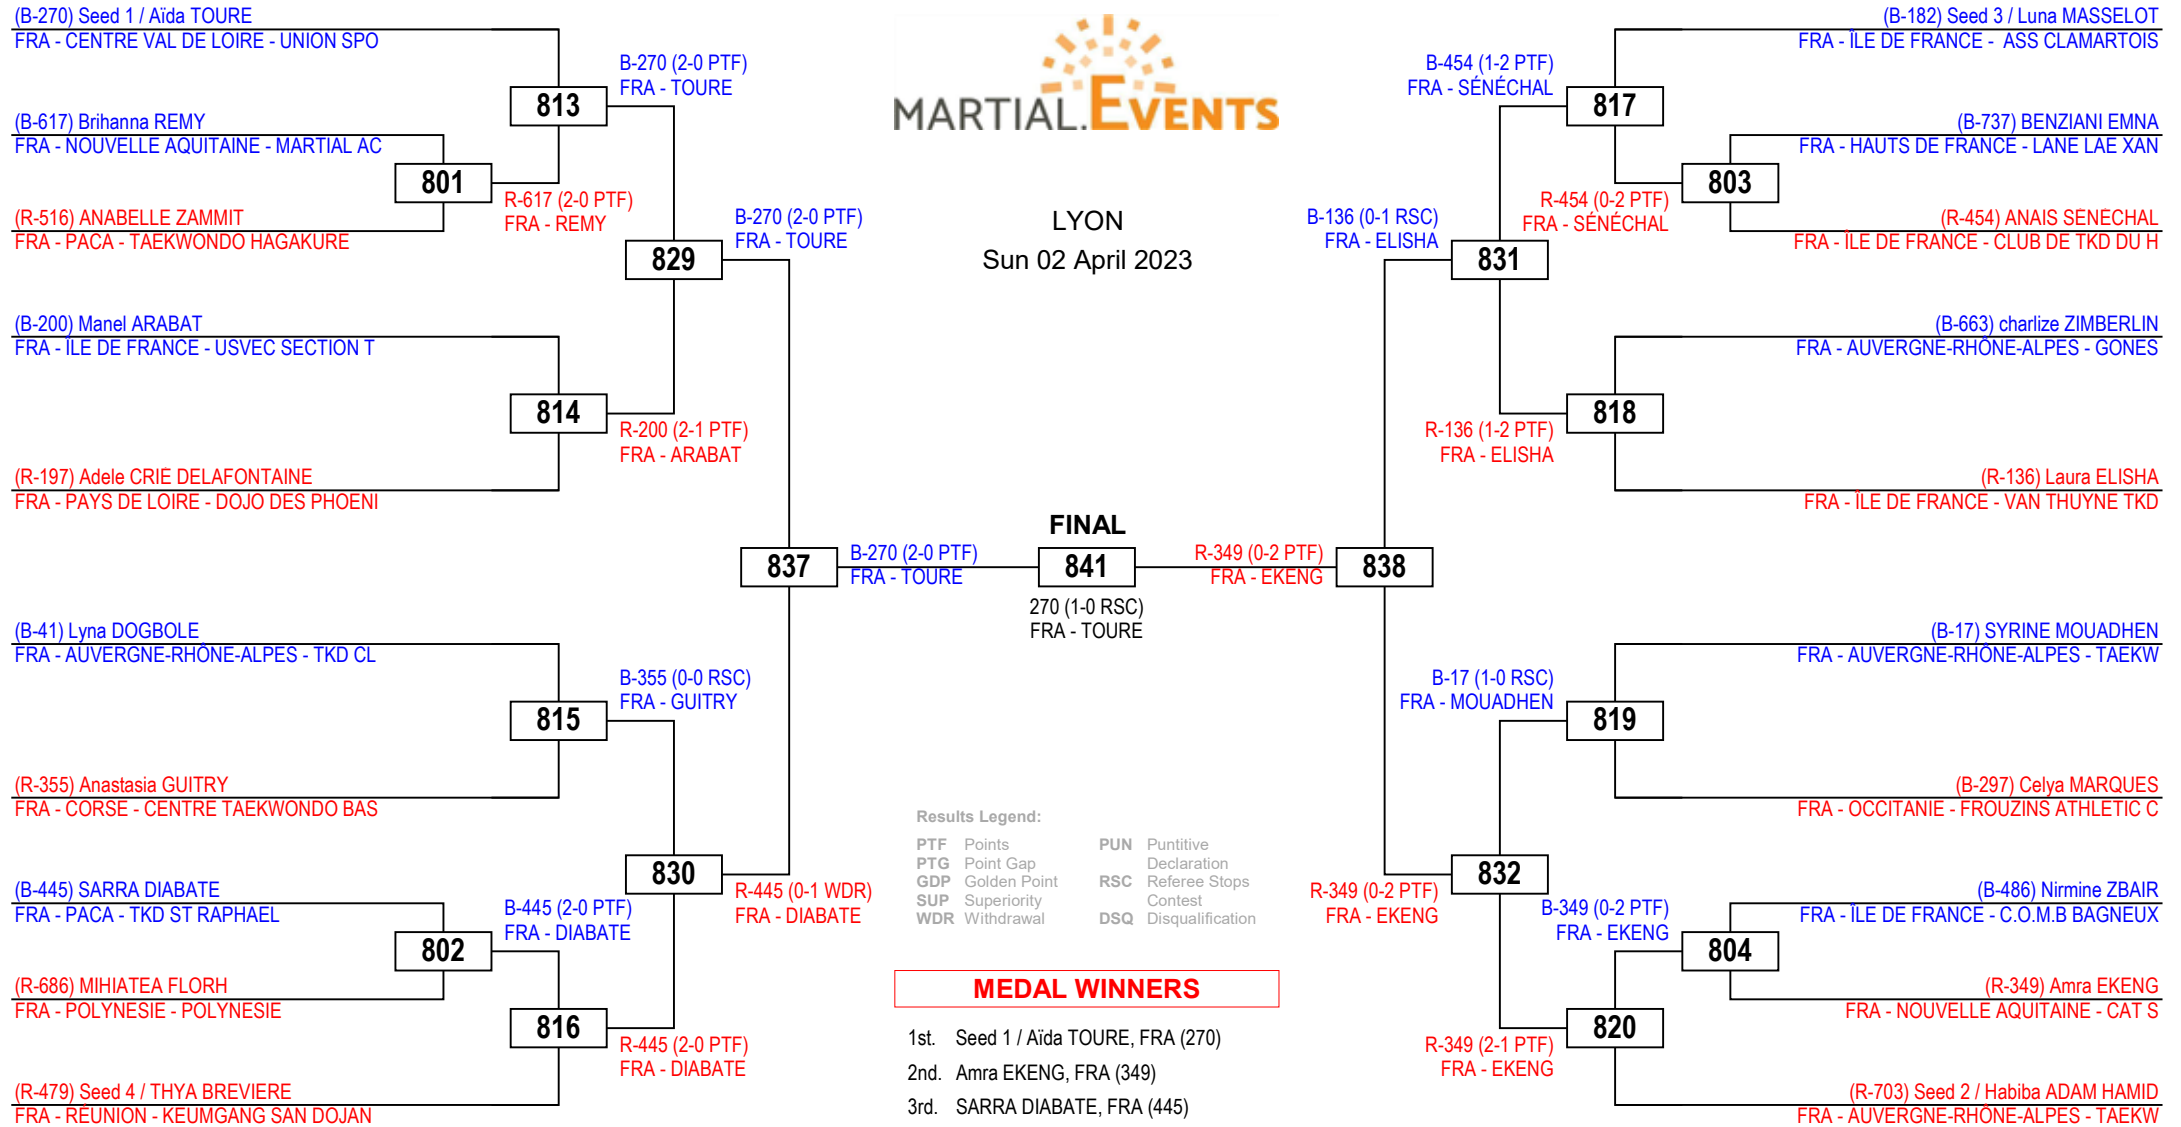 (B-270) Seed 1 / Aïda TOURE
FRA - CENTRE VAL DE LOIRE - UNION SPO
(B-617) Brihanna REMY
FRA - NOUVELLE AQUITAINE - MARTIAL AC
(R-516) ANABELLE ZAMMIT
FRA - PACA - TAEKWONDO HAGAKURE
(B-200) Manel ARABAT
FRA - ÎLE DE FRANCE - USVEC SECTION T
(R-197) Adele CRIÉ DELAFONTAINE
FRA - PAYS DE LOIRE - DOJO DES PHOENI
(B-41) Lyna DOGBOLE
FRA - AUVERGNE-RHÔNE-ALPES - TKD CL
(R-355) Anastasia GUITRY
FRA - CORSE - CENTRE TAEKWONDO BAS
(B-445) SARRA DIABATE
FRA - PACA - TKD ST RAPHAEL
(R-686) MIHIATEA FLORH
FRA - POLYNESIE - POLYNESIE
(R-479) Seed 4 / THYA BREVIERE
FRA - RÉUNION - KEUMGANG SAN DOJAN
801
R-617 (2-0 PTF)
FRA - REMY
802
B-445 (2-0 PTF)
FRA - DIABATE
813
B-270 (2-0 PTF)
FRA - TOURE
814
R-200 (2-1 PTF)
FRA - ARABAT
815
B-355 (0-0 RSC)
FRA - GUITRY
816
R-445 (2-0 PTF)
FRA - DIABATE
829
B-270 (2-0 PTF)
FRA - TOURE
830
R-445 (0-1 WDR)
FRA - DIABATE
837
B-270 (2-0 PTF)
FRA - TOURE
MARTIAL.EVENTS
LYON
Sun 02 April 2023
FINAL
841
270 (1-0 RSC)
FRA - TOURE
Results Legend:
PTF Points
PTG Point Gap
GDP Golden Point
SUP Superiority
WDR Withdrawal
PUN Puntitive
Declaration
RSC Referee Stops
Contest
DSQ Disqualification
MEDAL WINNERS
1st. Seed 1 / Aïda TOURE, FRA (270)
2nd. Amra EKENG, FRA (349)
3rd. SARRA DIABATE, FRA (445)
R-349 (0-2 PTF)
FRA - EKENG
838
B-136 (0-1 RSC)
FRA - ELISHA
831
R-349 (0-2 PTF)
FRA - EKENG
832
B-454 (1-2 PTF)
FRA - SÉNÉCHAL
817
R-136 (1-2 PTF)
FRA - ELISHA
818
B-17 (1-0 RSC)
FRA - MOUADHEN
819
R-349 (2-1 PTF)
FRA - EKENG
820
R-454 (0-2 PTF)
FRA - SÉNÉCHAL
803
B-349 (0-2 PTF)
FRA - EKENG
804
(B-182) Seed 3 / Luna MASSELOT
FRA - ÎLE DE FRANCE - ASS CLAMARTOIS
(B-737) BENZIANI EMNA
FRA - HAUTS DE FRANCE - LANE LAE XAN
(R-454) ANAIS SÉNÉCHAL
FRA - ÎLE DE FRANCE - CLUB DE TKD DU H
(B-663) charlize ZIMBERLIN
FRA - AUVERGNE-RHÔNE-ALPES - GONES
(R-136) Laura ELISHA
FRA - ÎLE DE FRANCE - VAN THUYNE TKD
(B-17) SYRINE MOUADHEN
FRA - AUVERGNE-RHÔNE-ALPES - TAEKW
(B-297) Celya MARQUES
FRA - OCCITANIE - FROUZINS ATHLETIC C
(B-486) Nirmine ZBAIR
FRA - ÎLE DE FRANCE - C.O.M.B BAGNEUX
(R-349) Amra EKENG
FRA - NOUVELLE AQUITAINE - CAT S
(R-703) Seed 2 / Habiba ADAM HAMID
FRA - AUVERGNE-RHÔNE-ALPES - TAEKW